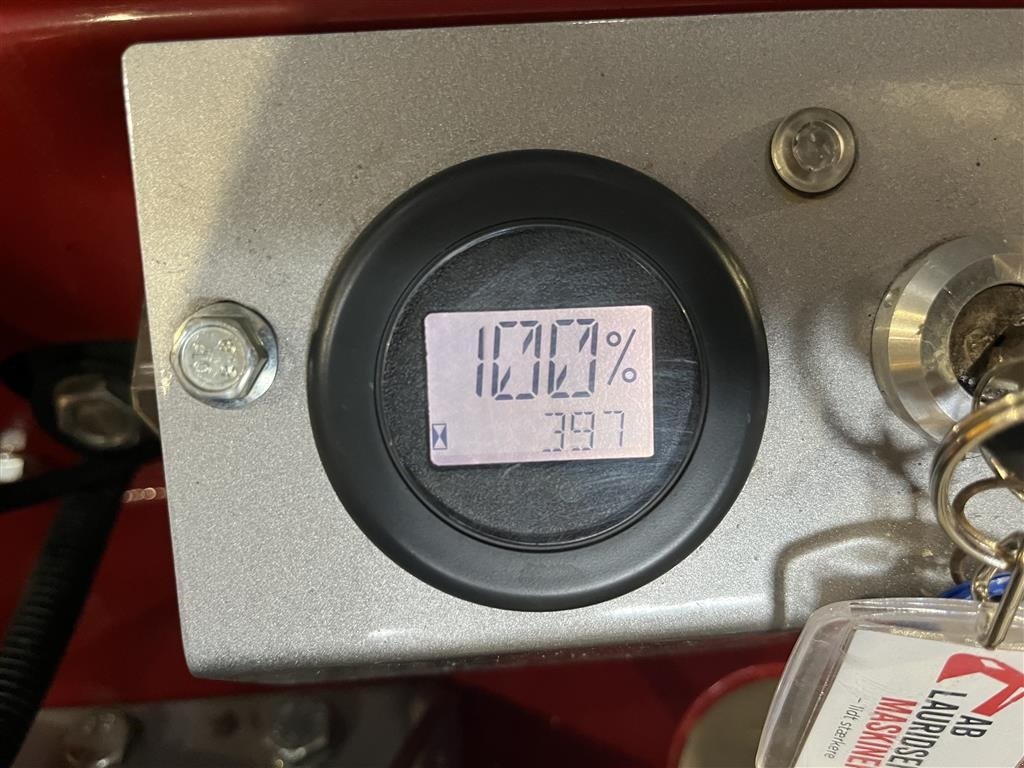 100%
397
AB
LAURIDSEN
MASKINER
– lidt stærkere